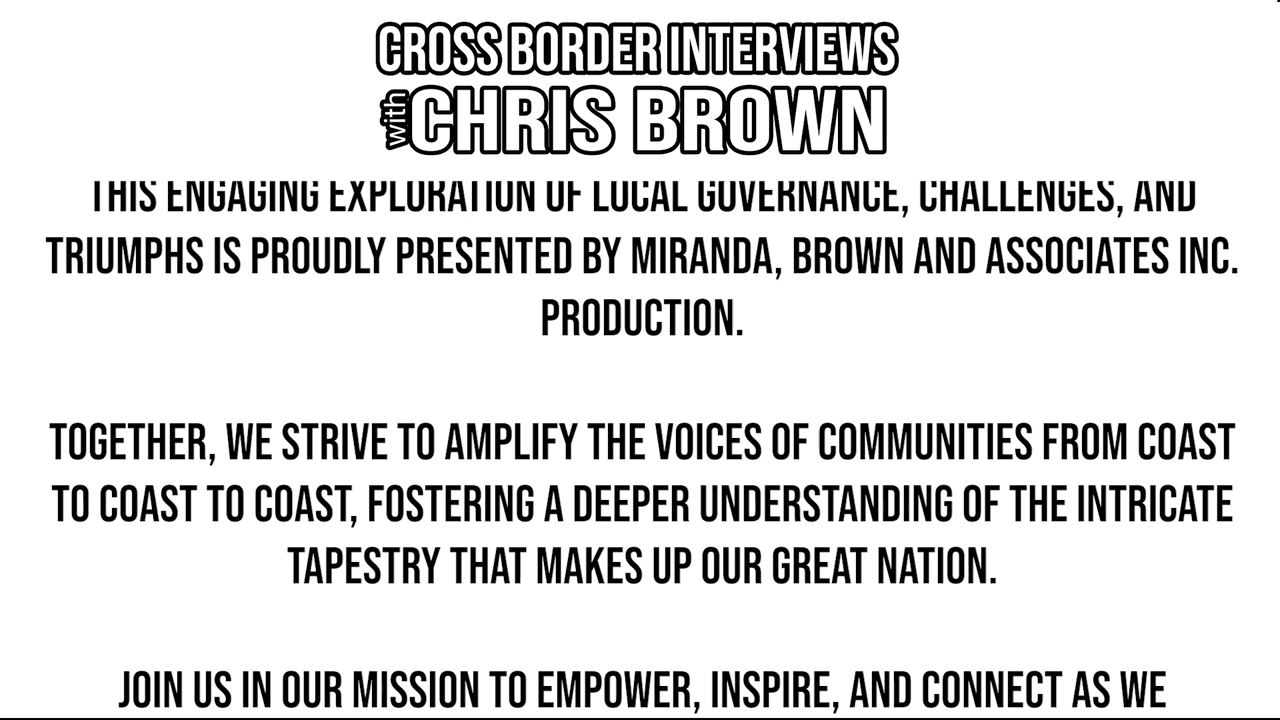 CROSS BORDER INTERVIEWS
with CHRIS BROWN
THIS ENGAGING EXPLORATION OF LOCAL GOVERNANCE, CHALLENGES, AND
TRIUMPHS IS PROUDLY PRESENTED BY MIRANDA, BROWN AND ASSOCIATES INC.
PRODUCTION.
TOGETHER, WE STRIVE TO AMPLIFY THE VOICES OF COMMUNITIES FROM COAST
TO COAST TO COAST, FOSTERING A DEEPER UNDERSTANDING OF THE INTRICATE
TAPESTRY THAT MAKES UP OUR GREAT NATION.
JOIN US IN OUR MISSION TO EMPOWER, INSPIRE, AND CONNECT AS WE